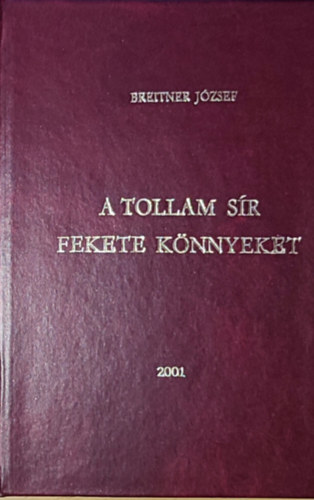 BREITNER JÓZSEF
A TOLLAM SÍR
FEKETE KÖNNYEKET
2001